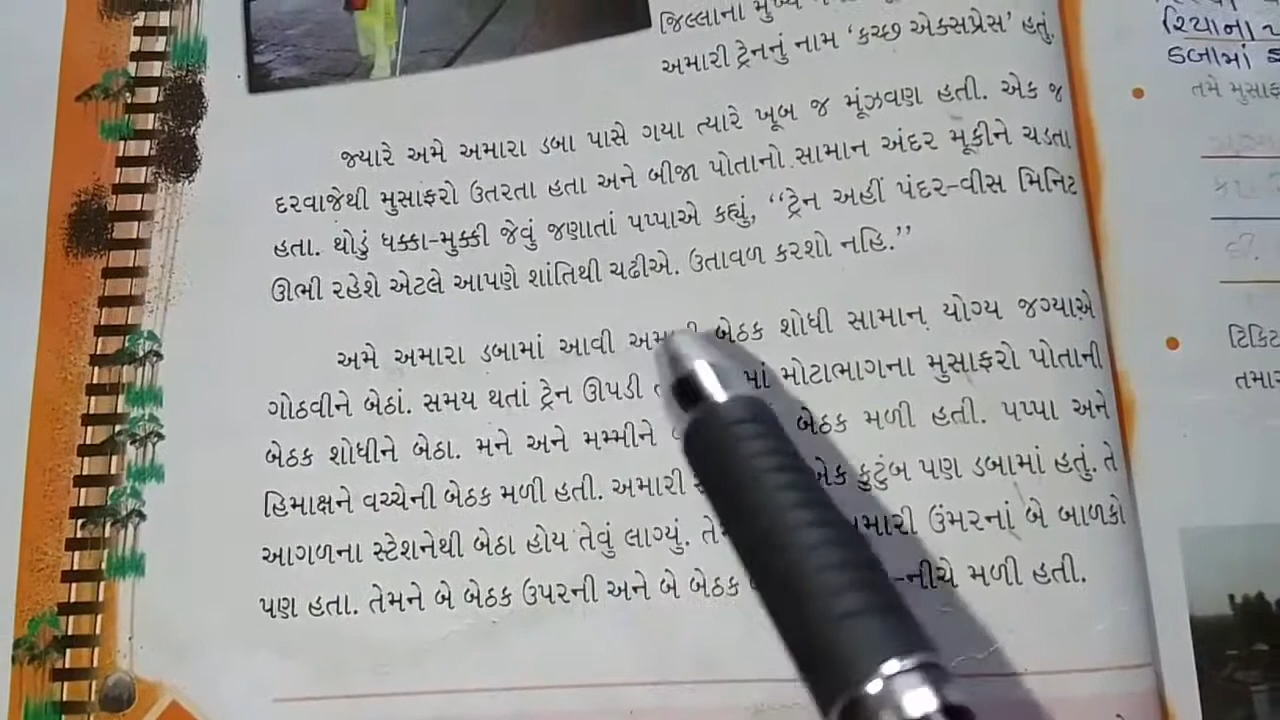 જિલ્લાના મુખ્ય
અમારી ટ્રેનનું નામ ‘કચ્છ એક્સપ્રેસ’ હતું.
જ્યારે અમે અમારા ડબા પાસે ગયા ત્યારે ખૂબ જ મૂંઝવણ હતી. એક જ
દરવાજેથી મુસાફરો ઉતરતા હતા અને બીજા પોતાનો સામાન અંદર મૂકીને ચડતા
હતા. થોડું ધક્કા-મુક્કી જેવું જણાતાં પપ્પાએ કહ્યું, “ટ્રેન અહીં પંદર-વીસ મિનિટ
ઊભી રહેશે એટલે આપણે શાંતિથી ચઢીએ. ઉતાવળ કરશો નહિ.”
અમે અમારા ડબામાં આવી બેઠક શોધી સામાન યોગ્ય જગ્યાએ
ગોઠવીને બેઠાં. સમય થતાં ટ્રેન ઊપડી મોટાભાગના મુસાફરો પોતાની
બેઠક શોધીને બેઠા. મને અને મમ્મીને બેઠક મળી હતી. પપ્પા અને
હિમાક્ષને વચ્ચેની બેઠક મળી હતી. અમારી એક કુટુંબ પણ ડબામાં હતું. તે
આગળના સ્ટેશનેથી બેઠા હોય તેવું લાગ્યું. ઉંમરનાં બે બાળકો
પણ હતા. તેમને બે બેઠક ઉપરની અને બે બેઠક નીચે મળી હતી.
રિયાના
ડબામાં
તમે મુસાફ
ટિકિટ
તમાર